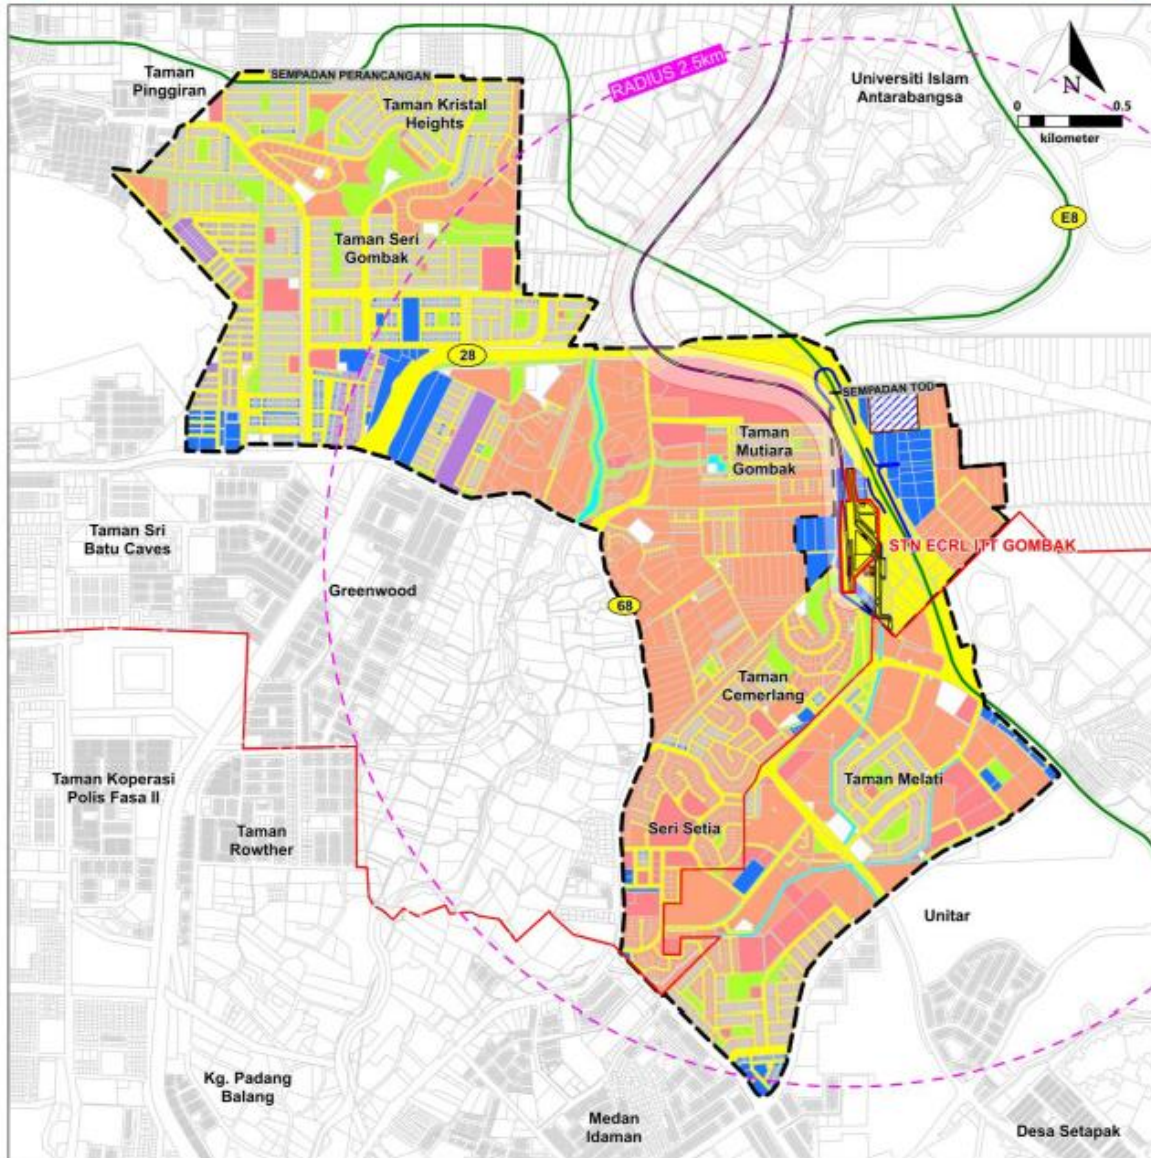 Taman
Pinggiran
SEMPADAN PERANCANGAN
Taman Kristal
Heights
RADIUS 2.5km
Universiti Islam
Antarabangsa
N
0
0.5
kilometer
E8
Taman Seri
Gombak
28
SEMPADAN TOD
Taman
Mutiara
Gombak
Taman Sri
Batu Caves
STN ECRL ITT GOMBAK
Greenwood
68
Taman
Cemerlang
Taman Koperasi
Polis Fasa II
Taman Melati
Taman
Rowther
Seri Setia
Unitar
Kg. Padang
Balang
Medan
Idaman
Desa Setapak